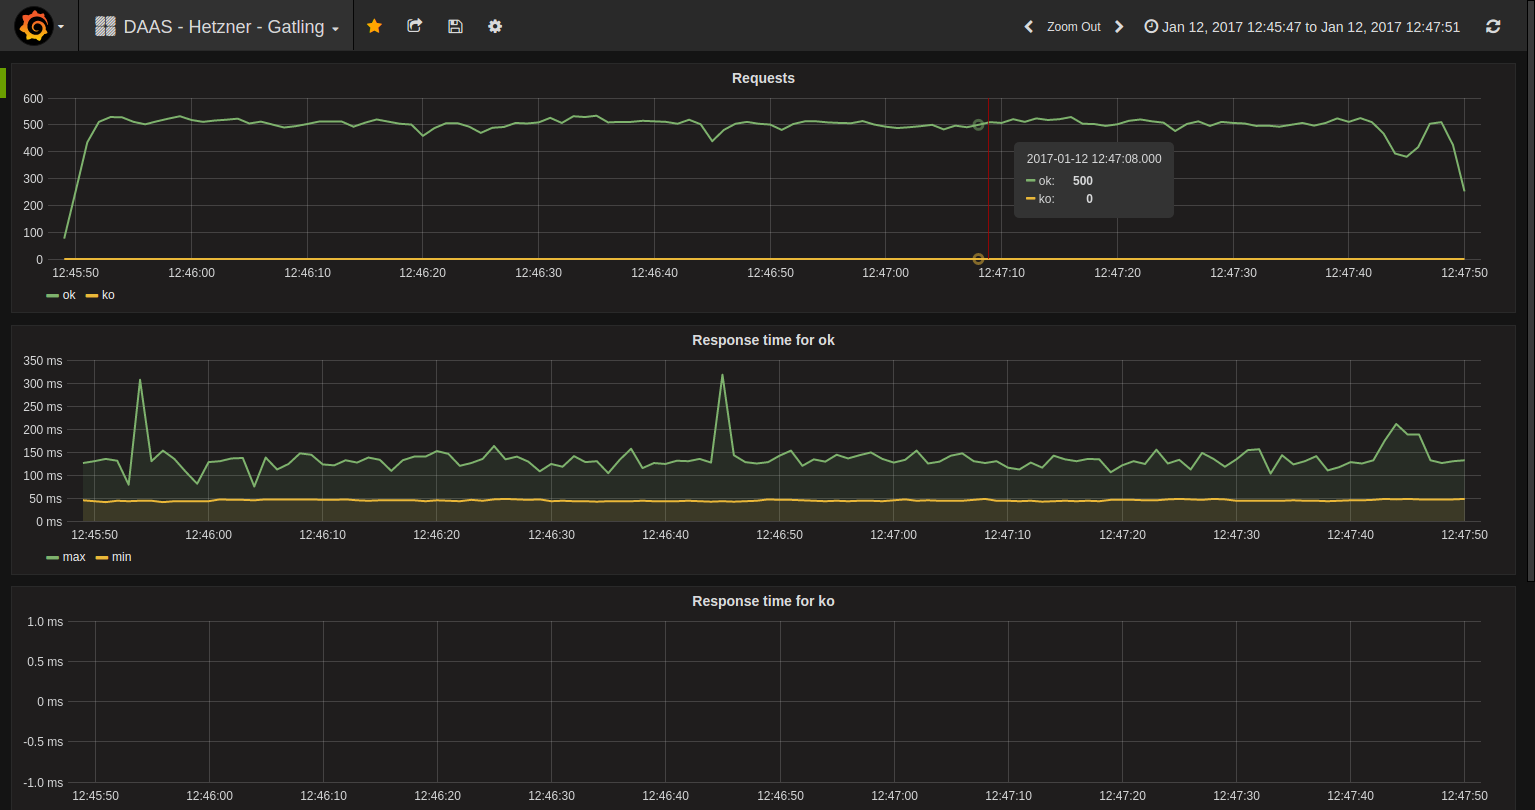 DAAS - Hetzner - Gatling
Zoom Out
Jan 12, 2017 12:45:47 to Jan 12, 2017 12:47:51
Requests
600
500
400
300
200
100
0
12:45:50 12:46:00 12:46:10 12:46:20 12:46:30 12:46:40 12:46:50 12:47:00 12:47:10 12:47:20 12:47:30 12:47:40 12:47:50
2017-01-12 12:47:08.000
ok: 500
ko: 0
ok ko
Response time for ok
350 ms
300 ms
250 ms
200 ms
150 ms
100 ms
50 ms
0 ms
12:45:50 12:46:00 12:46:10 12:46:20 12:46:30 12:46:40 12:46:50 12:47:00 12:47:10 12:47:20 12:47:30 12:47:40 12:47:50
max min
Response time for ko
1.0 ms
0.5 ms
0 ms
-0.5 ms
-1.0 ms
12:45:50 12:46:00 12:46:10 12:46:20 12:46:30 12:46:40 12:46:50 12:47:00 12:47:10 12:47:20 12:47:30 12:47:40 12:47:50